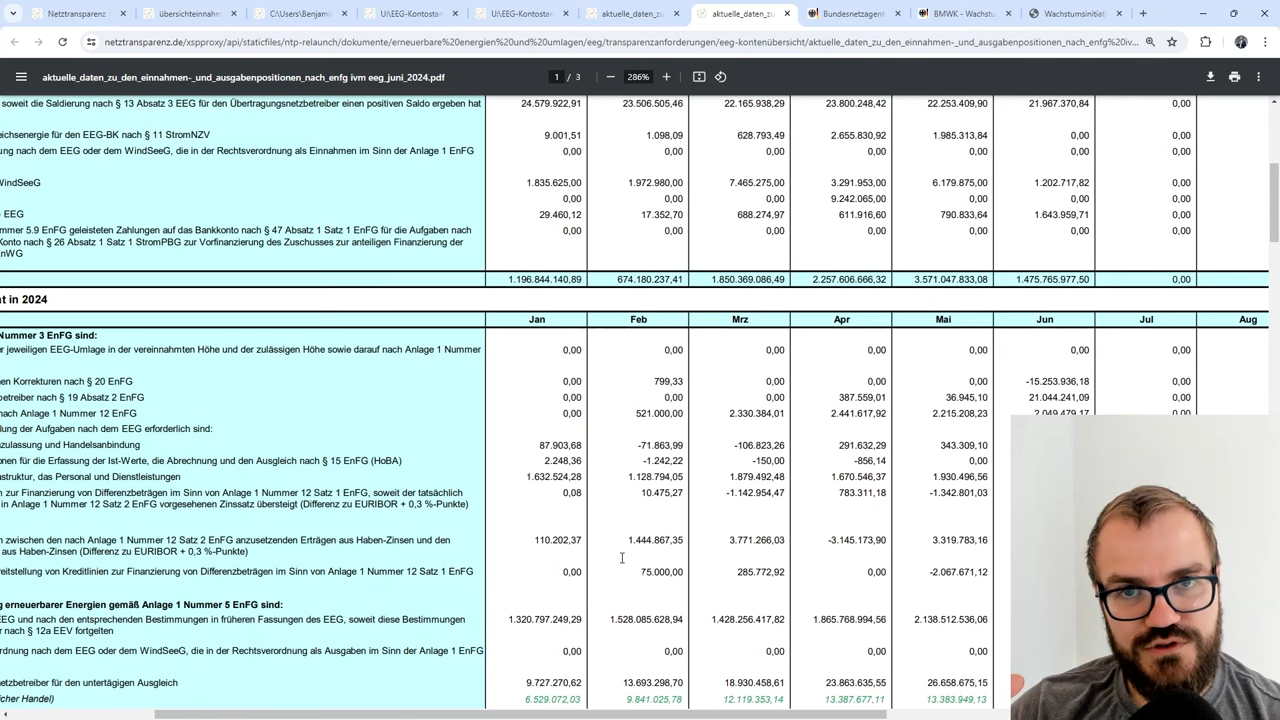 Netztransparenz
übersichteinnahm
C:\Users\Benjamin
U:\EEG-Kontostar
U:\EEG-Kontostar
aktuelle_daten_zu
aktuelle_daten_zu
Bundesnetzagent
BMWK - Wachstu
Wachstumsinitiat
netztransparenz.de/xspproxy/api/staticfiles/ntp-relaunch/dokumente/erneuerbare%20energien%20und%20umlagen/eeg/transparenzanforderungen/eeg-kontenübersicht/aktuelle_daten_zu_den_einnahmen-_und_ausgabenpositionen_nach_enfg%20iv...
aktuelle_daten_zu_den_einnahmen-_und_ausgabenpositionen_nach_enfg ivm eeg_juni_2024.pdf 1 / 3 286%
soweit die Saldierung nach § 13 Absatz 3 EEG für den Übertragungsnetzbetreiber einen positiven Saldo ergeben hat 24.579.922,91 23.506.505,46 22.165.938,29 23.800.248,42 22.253.409,90 21.967.370,84 0,00
eichsenergie für den EEG-BK nach § 11 StromNZV 9.001,51 1.098,09 628.793,49 2.655.830,92 1.985.313,84 0,00 0,00
ung nach dem EEG oder dem WindSeeG, die in der Rechtsverordnung als Einnahmen im Sinn der Anlage 1 EnFG 0,00 0,00 0,00 0,00 0,00 0,00 0,00
WindSeeG 1.835.625,00 1.972.980,00 7.465.275,00 3.291.953,00 6.179.875,00 1.202.717,82 0,00
0,00 0,00 0,00 9.242.065,00 0,00 0,00 0,00
EEG 29.460,12 17.352,70 688.274,97 611.916,60 790.833,64 1.643.959,71 0,00
mmer 5.9 EnFG geleisteten Zahlungen auf das Bankkonto nach § 47 Absatz 1 Satz 1 EnFG für die Aufgaben nach 0,00 0,00 0,00 0,00 0,00 0,00 0,00
Konto nach § 26 Absatz 1 Satz 1 StromPBG zur Vorfinanzierung des Zuschusses zur anteiligen Finanzierung der
nWG
1.196.844.140,89 674.180.237,41 1.850.369.086,49 2.257.606.666,32 3.571.047.833,08 1.475.765.977,50 0,00
nt in 2024
Jan Feb Mrz Apr Mai Jun Jul Aug
Nummer 3 EnFG sind:
er jeweiligen EEG-Umlage in der vereinnahmten Höhe und der zulässigen Höhe sowie darauf nach Anlage 1 Nummer 0,00 0,00 0,00 0,00 0,00 0,00 0,00
nen Korrekturen nach § 20 EnFG 0,00 799,33 0,00 0,00 0,00 -15.253.936,18 0,00
betreiber nach § 19 Absatz 2 EnFG 0,00 0,00 0,00 387.559,01 36.945,10 21.044.241,09 0,00
nach Anlage 1 Nummer 12 EnFG 0,00 521.000,00 2.330.384,01 2.441.617,92 2.215.208,23 2.049.479,17 0,00
llung der Aufgaben nach dem EEG erforderlich sind:
zulassung und Handelsanbindung 87.903,68 -71.863,99 -106.823,26 291.632,29 343.309,10
onen für die Erfassung der Ist-Werte, die Abrechnung und den Ausgleich nach § 15 EnFG (HoBA) 2.248,36 -1.242,22 -150,00 -856,14 0,00
astruktur, das Personal und Dienstleistungen 1.632.524,28 1.128.794,05 1.879.492,48 1.670.546,37 1.930.496,56
n zur Finanzierung von Differenzbeträgen im Sinn von Anlage 1 Nummer 12 Satz 1 EnFG, soweit der tatsächlich 0,08 10.475,27 -1.142.954,47 783.311,18 -1.342.801,03
in Anlage 1 Nummer 12 Satz 2 EnFG vorgesehenen Zinssatz übersteigt (Differenz zu EURIBOR + 0,3 %-Punkte)
n zwischen den nach Anlage 1 Nummer 12 Satz 2 EnFG anzusetzenden Erträgen aus Haben-Zinsen und den 110.202,37 1.444.867,35 3.771.266,03 -3.145.173,90 3.319.783,16
aus Haben-Zinsen (Differenz zu EURIBOR + 0,3 %-Punkte)
reitstellung von Kreditlinien zur Finanzierung von Differenzbeträgen im Sinn von Anlage 1 Nummer 12 Satz 1 EnFG 0,00 75.000,00 285.772,92 0,00 -2.067.671,12
g erneuerbarer Energien gemäß Anlage 1 Nummer 5 EnFG sind:
EEG und nach den entsprechenden Bestimmungen in früheren Fassungen des EEG, soweit diese Bestimmungen 1.320.797.249,29 1.528.085.628,94 1.428.256.417,82 1.865.768.994,56 2.138.512.536,06
r nach § 12a EEV fortgelten
rdnung nach dem EEG oder dem WindSeeG, die in der Rechtsverordnung als Ausgaben im Sinn der Anlage 1 EnFG 0,00 0,00 0,00 0,00 0,00
netzbetreiber für den untertägigen Ausgleich 9.727.270,62 13.693.298,70 18.930.458,61 23.863.635,55 26.658.675,15
licher Handel) 6.529.072,03 9.841.025,78 12.119.353,14 13.387.677,11 13.383.949,13